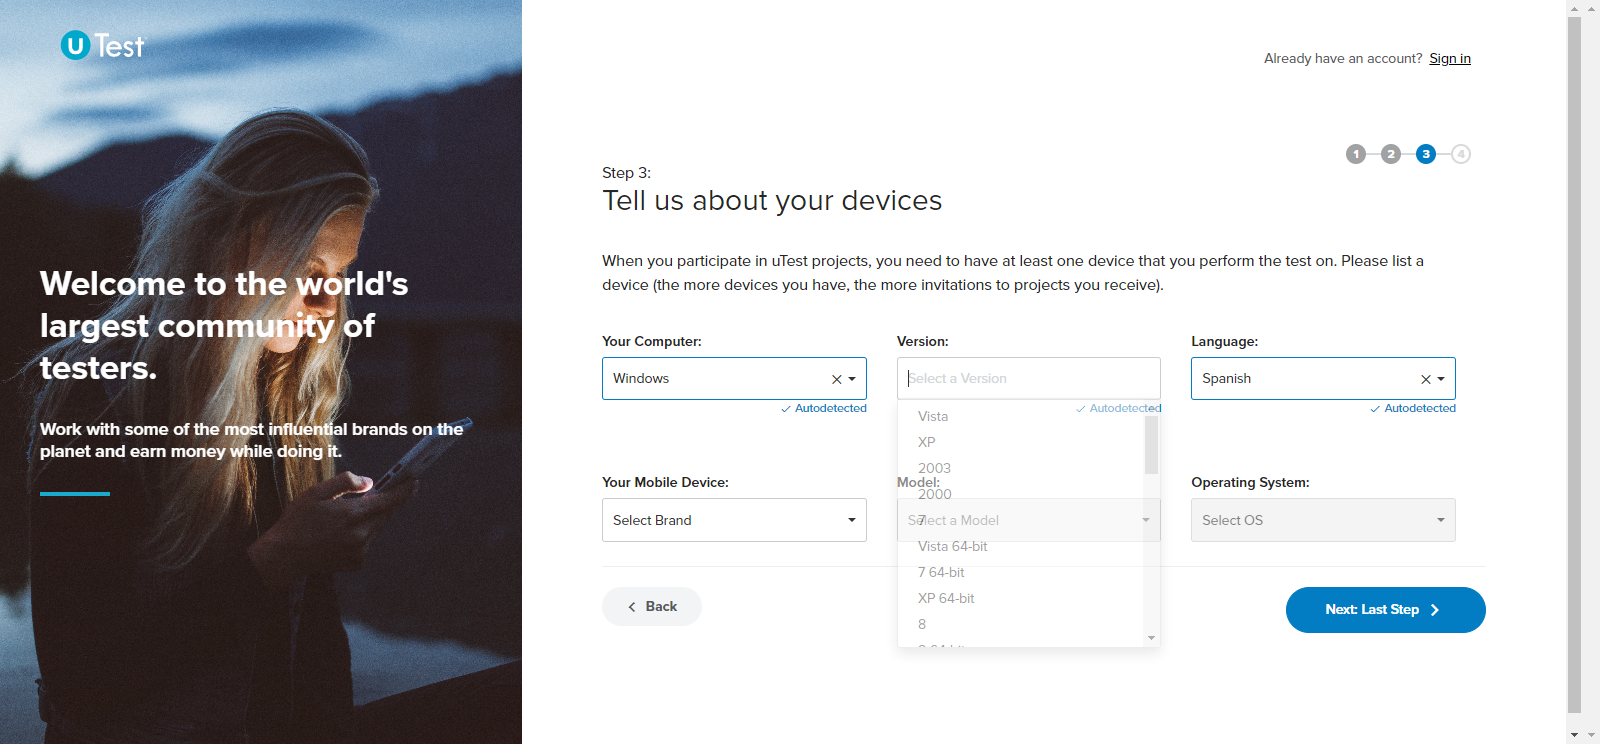 uTest
Welcome to the world's
largest community of
testers.
Work with some of the most influential brands on the
planet and earn money while doing it.
Already have an account? Sign in
1 2 3 4
Step 3:
Tell us about your devices
When you participate in uTest projects, you need to have at least one device that you perform the test on. Please list a
device (the more devices you have, the more invitations to projects you receive).
Your Computer: Version: Language:
Windows Select a Version Spanish
Autodetected Autodetected Autodetected
Vista
XP
2003
Your Mobile Device: Model: Operating System:
2000
Select Brand Select a Model Select OS
7
Vista 64-bit
7 64-bit
XP 64-bit
8
Back
Next: Last Step